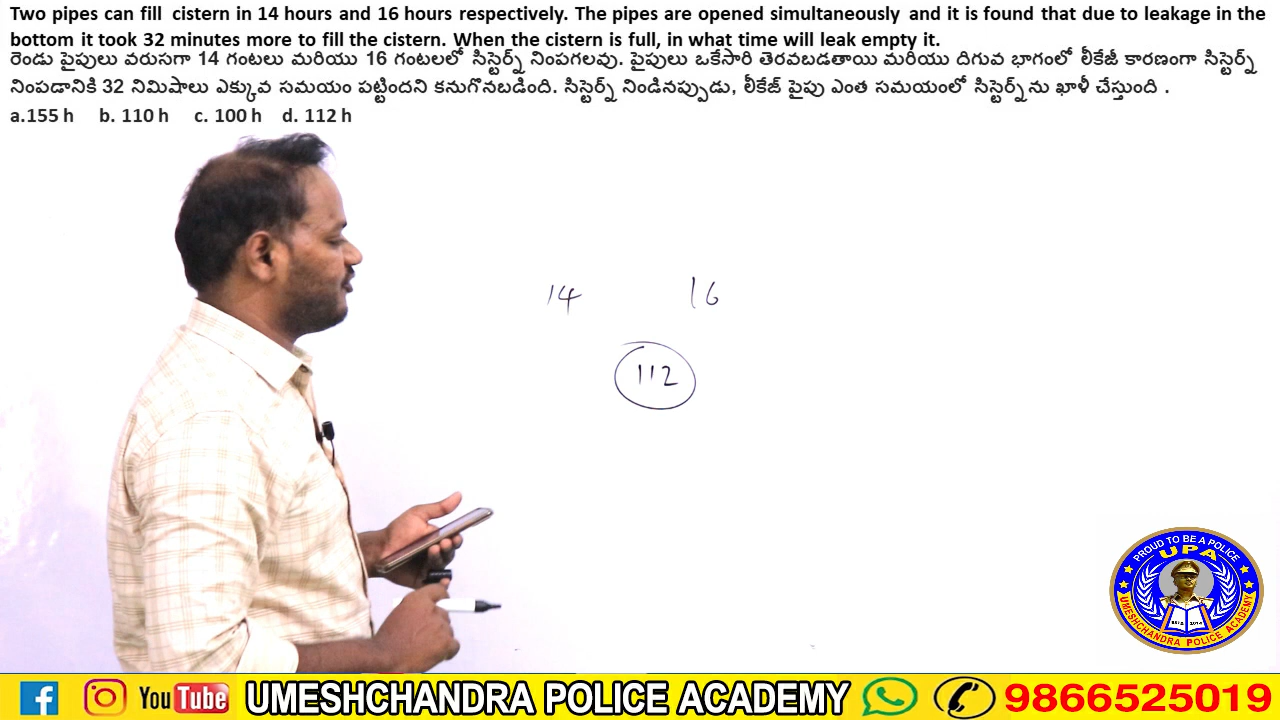 Two pipes can fill cistern in 14 hours and 16 hours respectively. The pipes are opened simultaneously and it is found that due to leakage in the
bottom it took 32 minutes more to fill the cistern. When the cistern is full, in what time will leak empty it.
రెండు పైపులు వరుసగా 14 గంటలు మరియు 16 గంటలలో సిస్టెర్న్ నింపగలవు. పైపులు ఒకేసారి తెరవబడతాయి మరియు దిగువ భాగంలో లీకేజీ కారణంగా సిస్టెర్న్
నింపడానికి 32 నిమిషాలు ఎక్కువ సమయం పట్టిందని కనుగొనబడింది. సిస్టెర్న్ నిండినప్పుడు, లీకేజ్ పైపు ఎంత సమయంలో సిస్టెర్న్‌ను ఖాళీ చేస్తుంది .
a.155 h b. 110 h c. 100 h d. 112 h
14 16
112
PROUD TO BE A POLICE
UPA
UMESHCHANDRA POLICE ACADEMY
f YouTube UMESHCHANDRA POLICE ACADEMY 9866525019